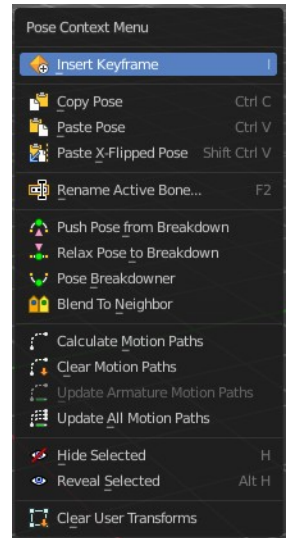 Pose Context Menu
Insert Keyframe I
Copy Pose Ctrl C
Paste Pose Ctrl V
Paste X-Flipped Pose Shift Ctrl V
Rename Active Bone... F2
Push Pose from Breakdown
Relax Pose to Breakdown
Pose Breakdowner
Blend To Neighbor
Calculate Motion Paths
Clear Motion Paths
Update Armature Motion Paths
Update All Motion Paths
Hide Selected H
Reveal Selected Alt H
Clear User Transforms